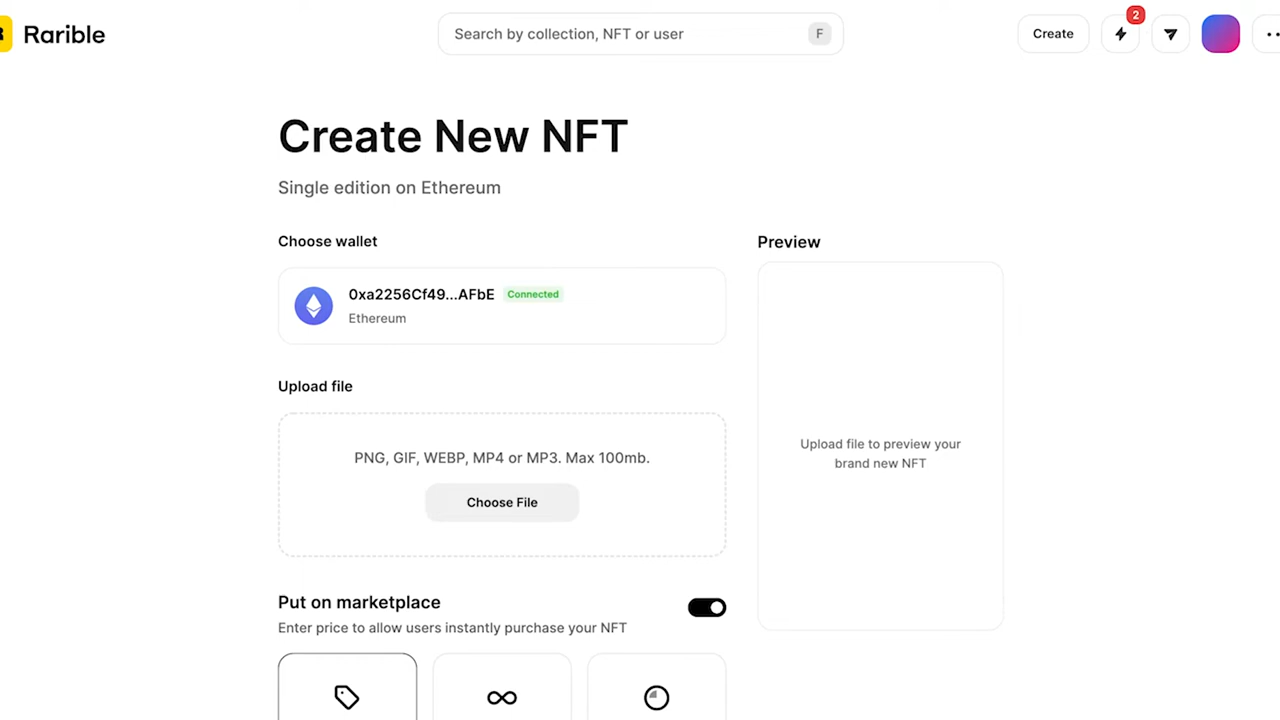 Rarible
Search by collection, NFT or user
F
Create
2
Create New NFT
Single edition on Ethereum
Choose wallet
0xa2256Cf49...AFbE
Connected
Ethereum
Upload file
PNG, GIF, WEBP, MP4 or MP3. Max 100mb.
Choose File
Put on marketplace
Enter price to allow users instantly purchase your NFT
Preview
Upload file to preview your
brand new NFT